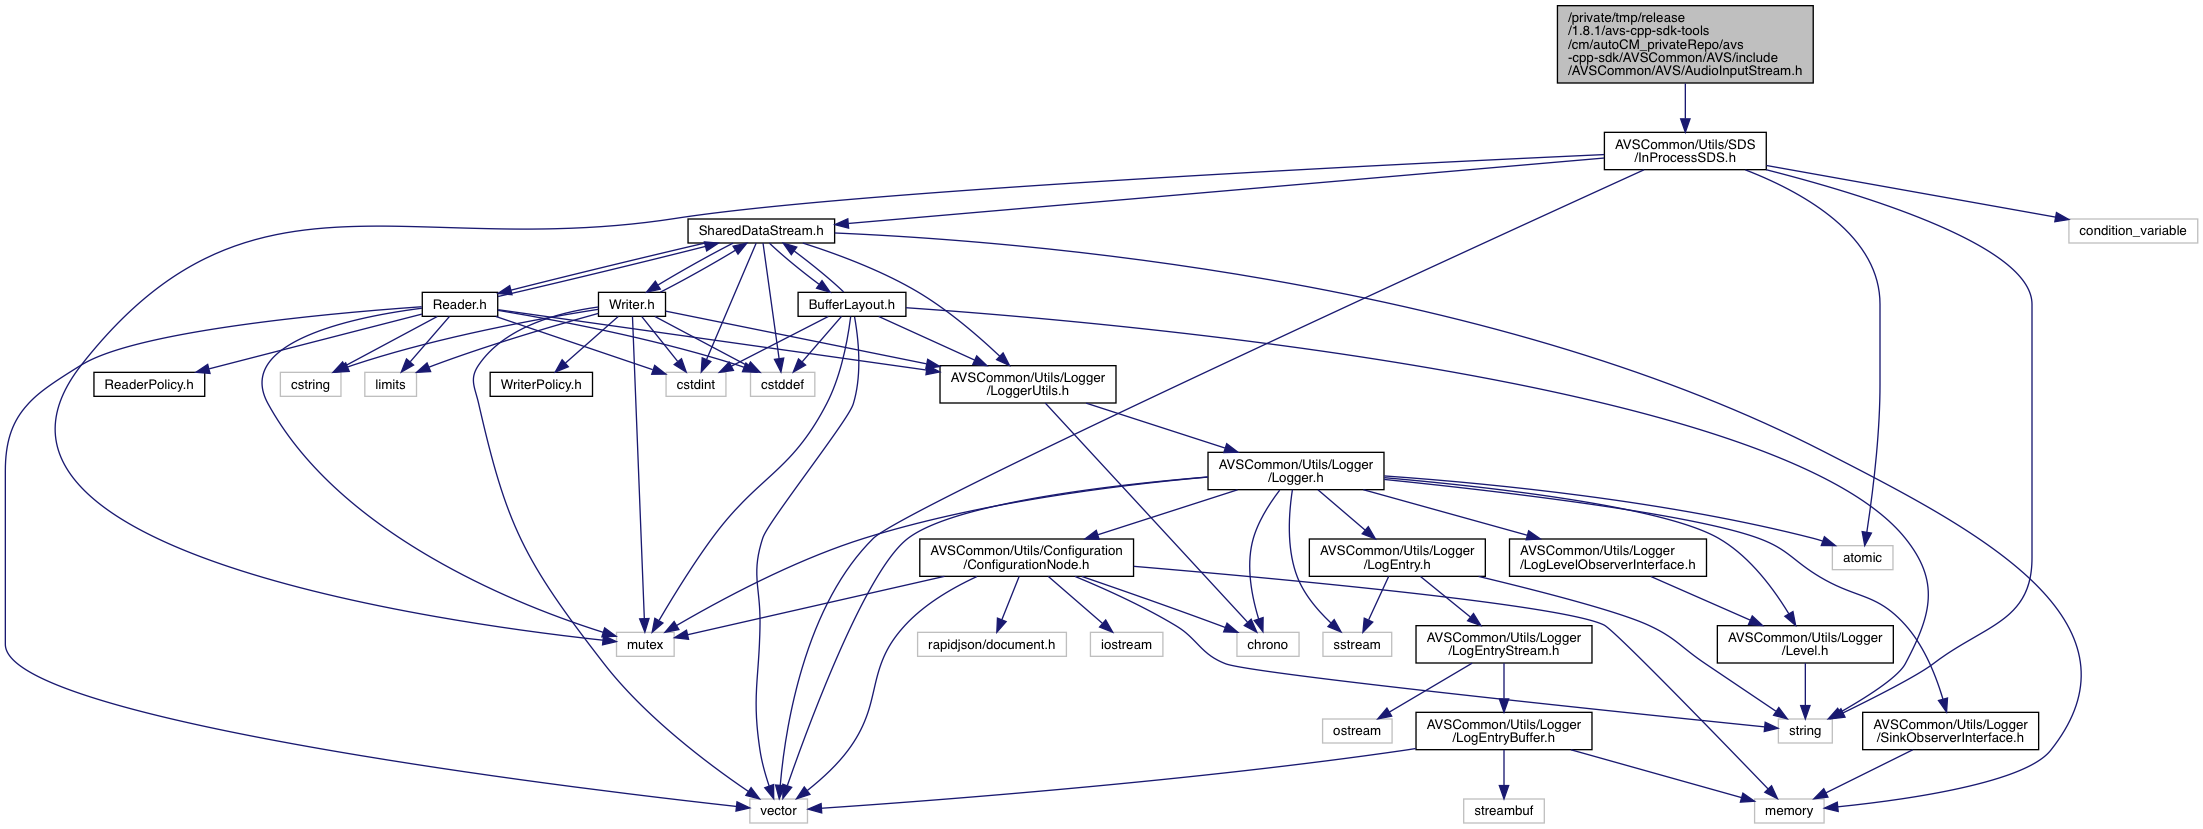 /private/tmp/release
/1.8.1/avs-cpp-sdk-tools
/cm/autoCM_privateRepo/avs
-cpp-sdk/AVSCommon/AVS/include
/AVSCommon/AVS/AudioInputStream.h
AVSCommon/Utils/SDS
/InProcessSDS.h
SharedDataStream.h
condition_variable
Reader.h
Writer.h
BufferLayout.h
ReaderPolicy.h
cstring
limits
WriterPolicy.h
cstdint
cstddef
AVSCommon/Utils/Logger
/LoggerUtils.h
AVSCommon/Utils/Logger
/Logger.h
AVSCommon/Utils/Configuration
/ConfigurationNode.h
AVSCommon/Utils/Logger
/LogEntry.h
AVSCommon/Utils/Logger
/LogLevelObserverInterface.h
atomic
mutex
rapidjson/document.h
iostream
chrono
sstream
AVSCommon/Utils/Logger
/LogEntryStream.h
AVSCommon/Utils/Logger
/Level.h
ostream
AVSCommon/Utils/Logger
/LogEntryBuffer.h
string
AVSCommon/Utils/Logger
/SinkObserverInterface.h
vector
streambuf
memory